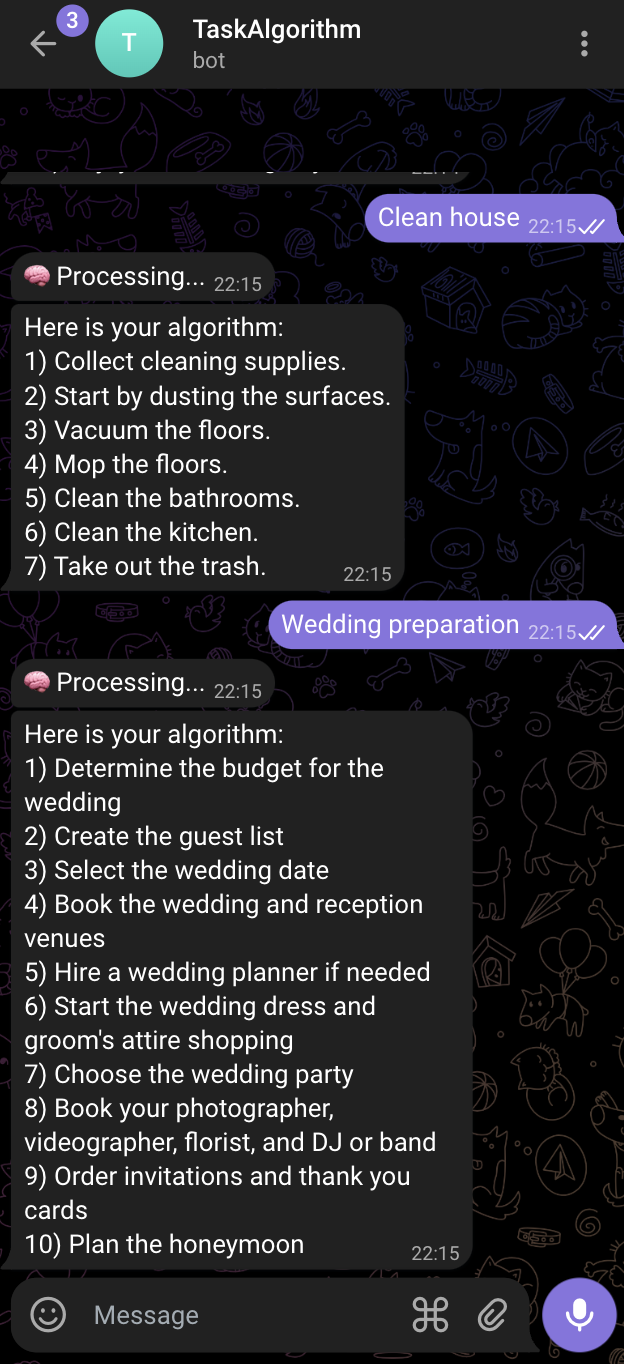 3
T
TaskAlgorithm
bot
Clean house 22:15
Processing... 22:15
Here is your algorithm:
1) Collect cleaning supplies.
2) Start by dusting the surfaces.
3) Vacuum the floors.
4) Mop the floors.
5) Clean the bathrooms.
6) Clean the kitchen.
7) Take out the trash. 22:15
Wedding preparation 22:15
Processing... 22:15
Here is your algorithm:
1) Determine the budget for the
wedding
2) Create the guest list
3) Select the wedding date
4) Book the wedding and reception
venues
5) Hire a wedding planner if needed
6) Start the wedding dress and
groom's attire shopping
7) Choose the wedding party
8) Book your photographer,
videographer, florist, and DJ or band
9) Order invitations and thank you
cards
10) Plan the honeymoon 22:15
Message